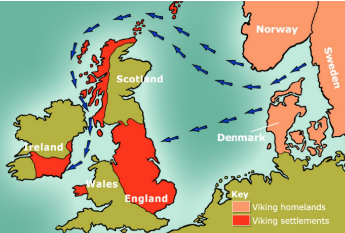 Norway
Sweden
Scotland
Denmark
Ireland
Wales
England
Key
Viking homelands
Viking settlements